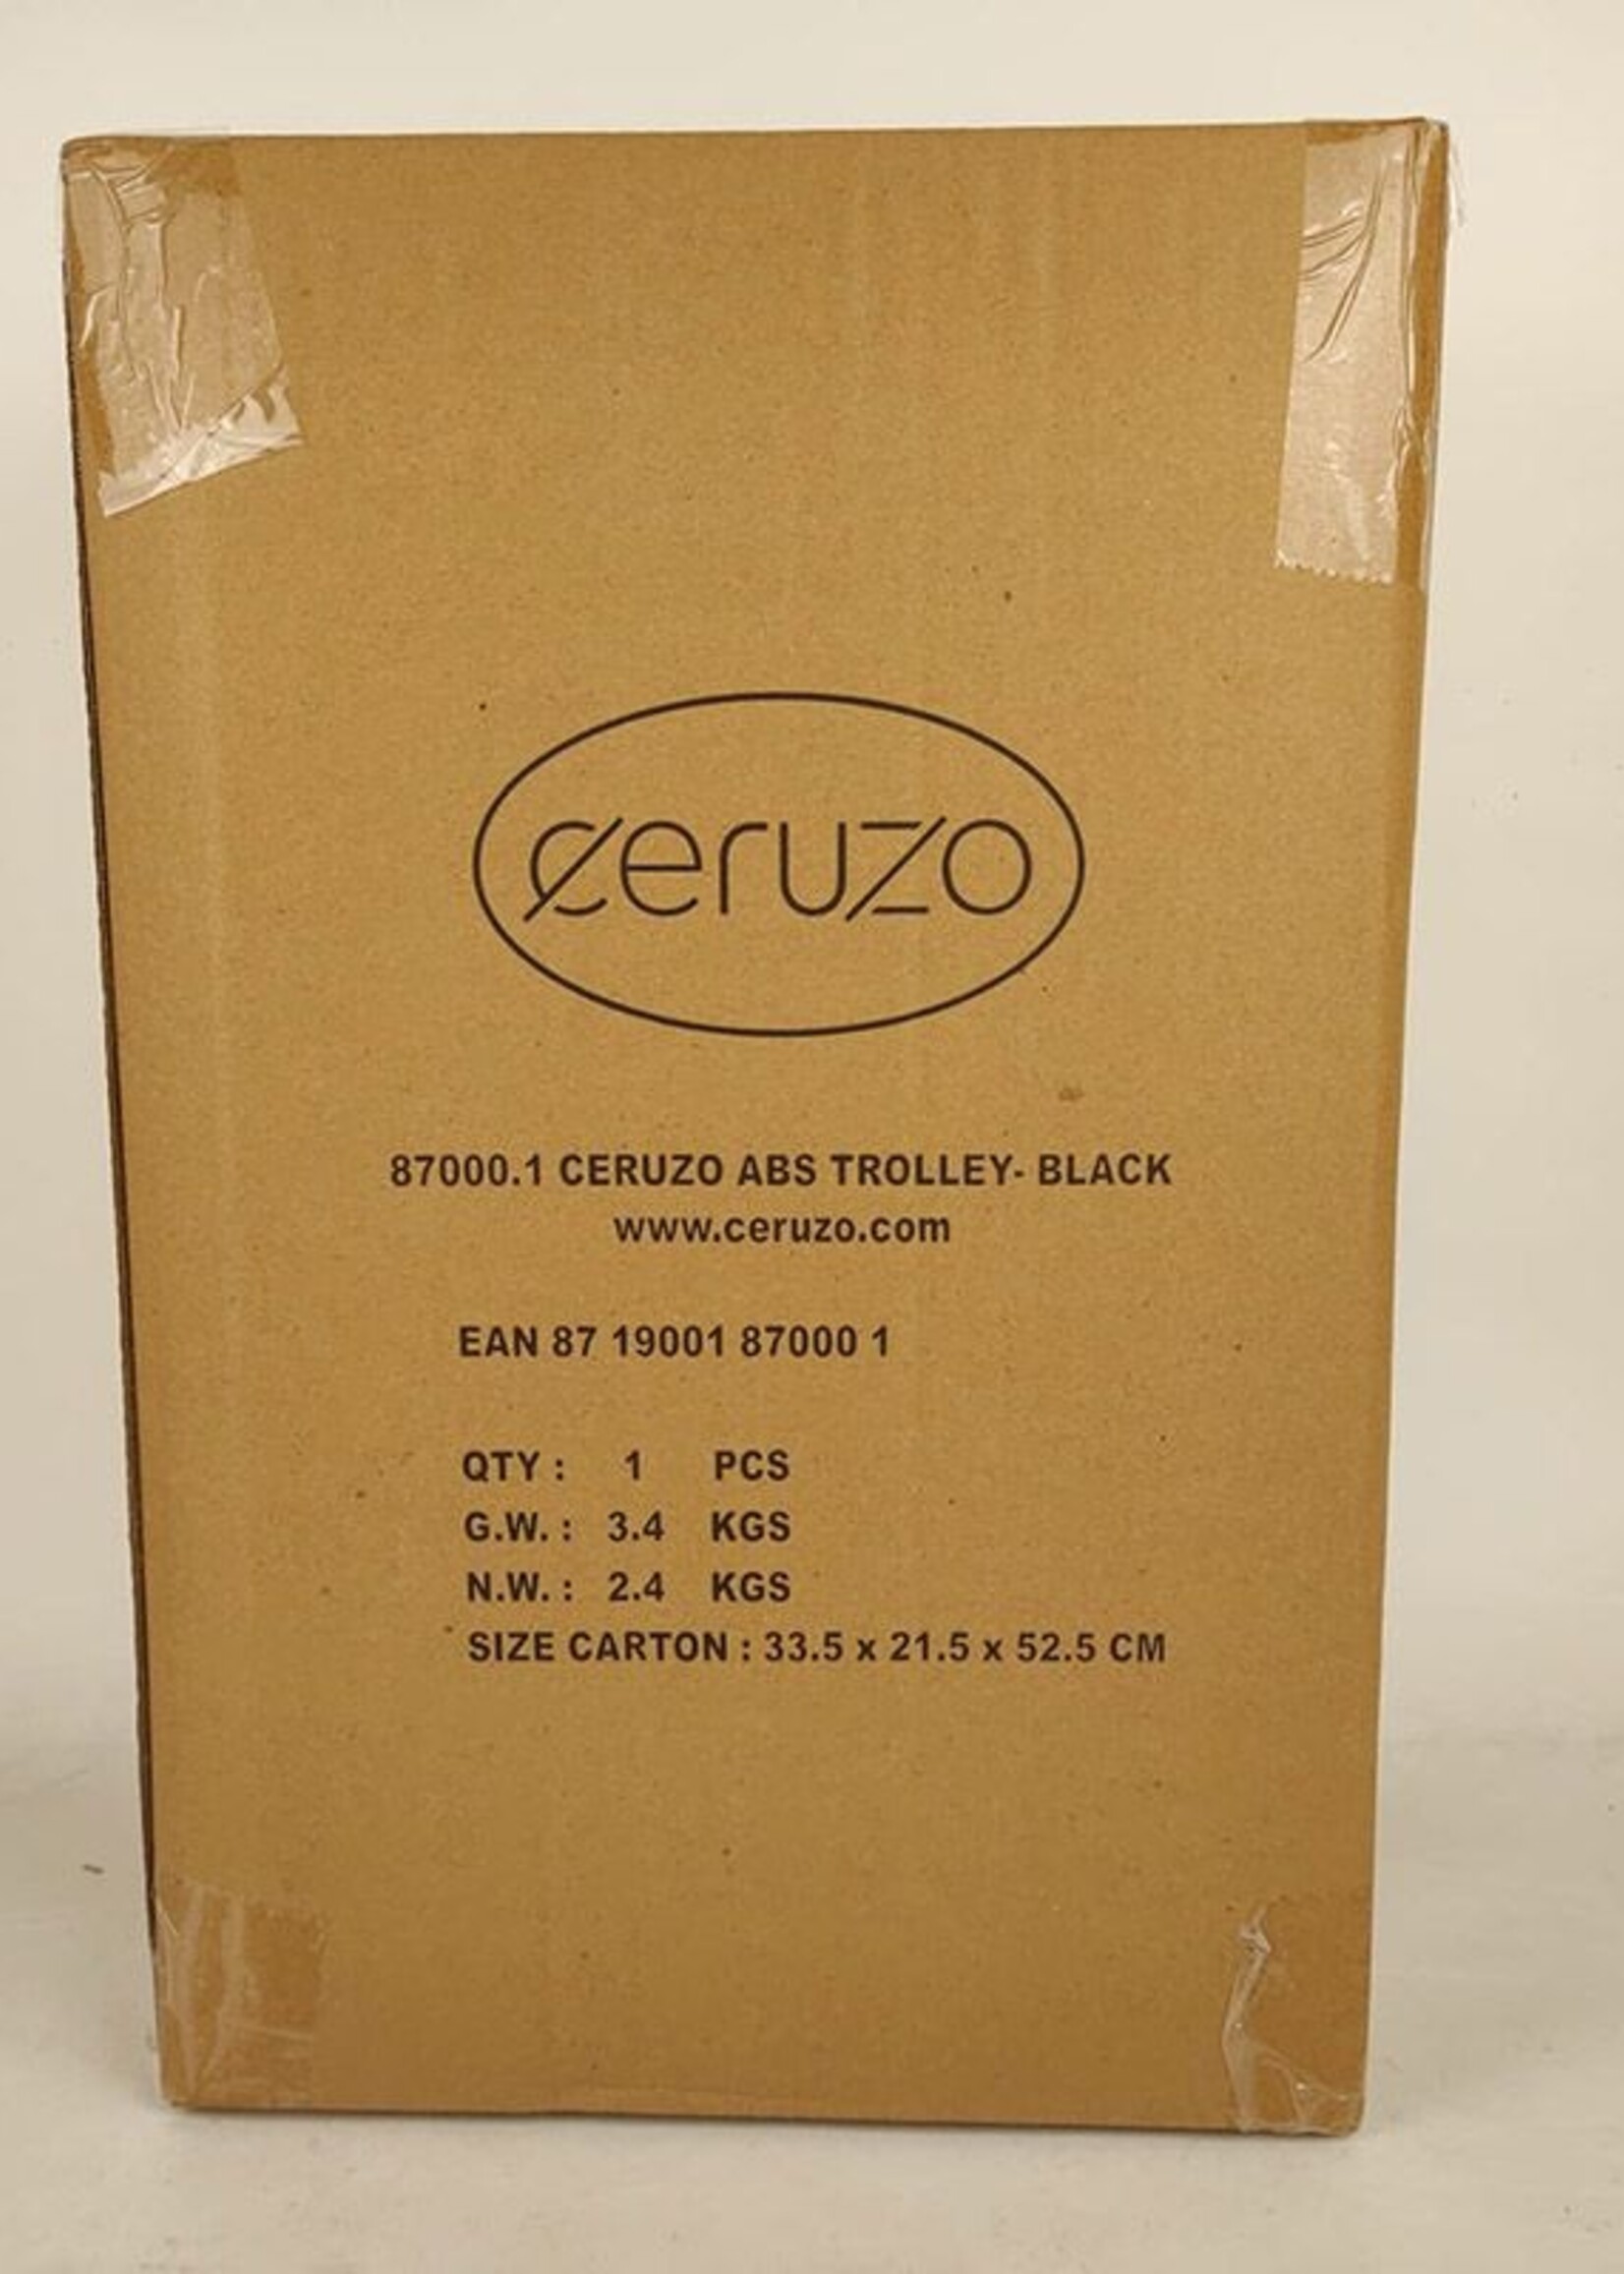 ceruzo
87000.1 CERUZO ABS TROLLEY- BLACK
www.ceruzo.com
EAN 87 19001 87000 1
QTY : 1 PCS
G.W. : 3.4 KGS
N.W. : 2.4 KGS
SIZE CARTON : 33.5 x 21.5 x 52.5 CM